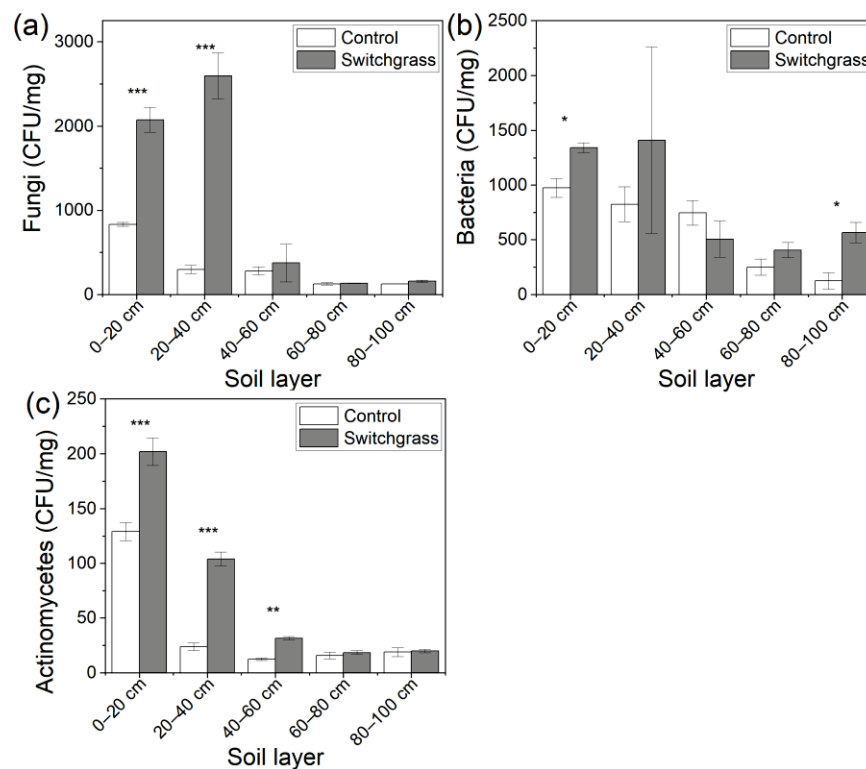 (a)
Fungi (CFU/mg)
3000
2000
1000
0
***
***
Control
Switchgrass
0–20 cm
20–40 cm
40–60 cm
60–80 cm
80–100 cm
Soil layer
(b)
Bacteria (CFU/mg)
2500
2000
1500
1000
500
0
*
*
Control
Switchgrass
0–20 cm
20–40 cm
40–60 cm
60–80 cm
80–100 cm
Soil layer
(c)
Actinomycetes (CFU/mg)
250
200
150
100
50
0
***
***
**
Control
Switchgrass
0–20 cm
20–40 cm
40–60 cm
60–80 cm
80–100 cm
Soil layer